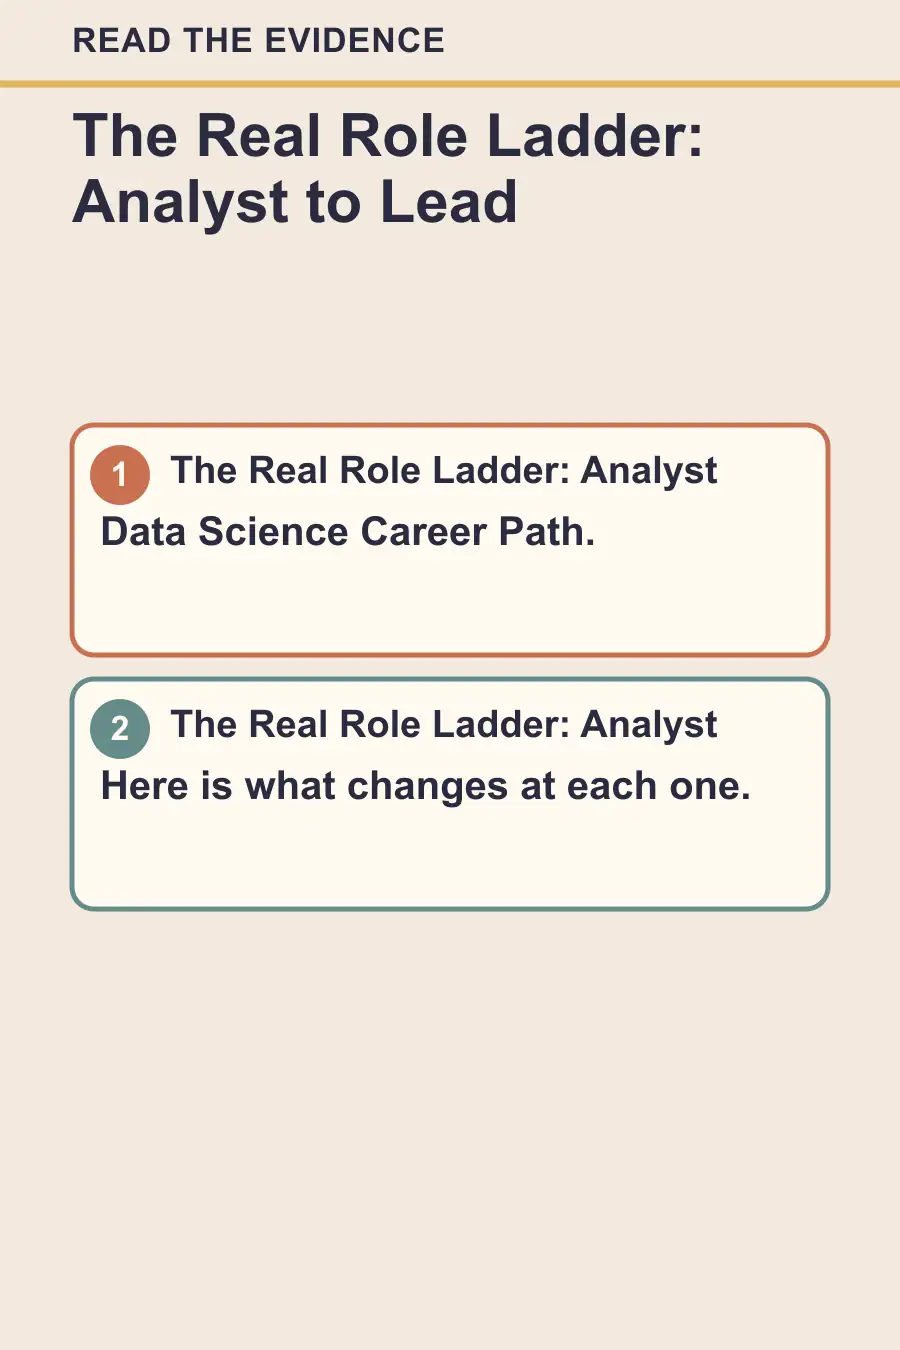 READ THE EVIDENCE
The Real Role Ladder:
Analyst to Lead
1 The Real Role Ladder: Analyst
Data Science Career Path.
2 The Real Role Ladder: Analyst
Here is what changes at each one.